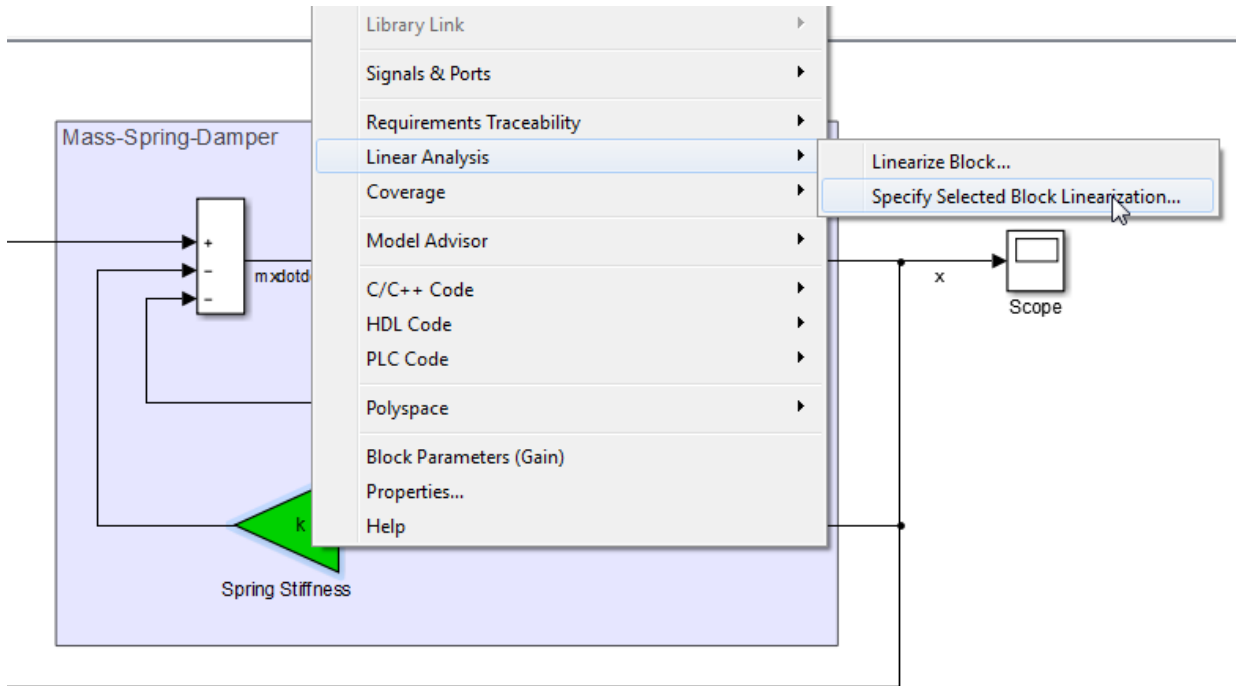 Library Link
Signals & Ports
Requirements Traceability
Linear Analysis
Coverage
Model Advisor
C/C++ Code
HDL Code
PLC Code
Polyspace
Block Parameters (Gain)
Properties...
Help
Linearize Block...
Specify Selected Block Linearization...
Mass-Spring-Damper
+
−
−
mxdotd
x
Scope
k
Spring Stiffness